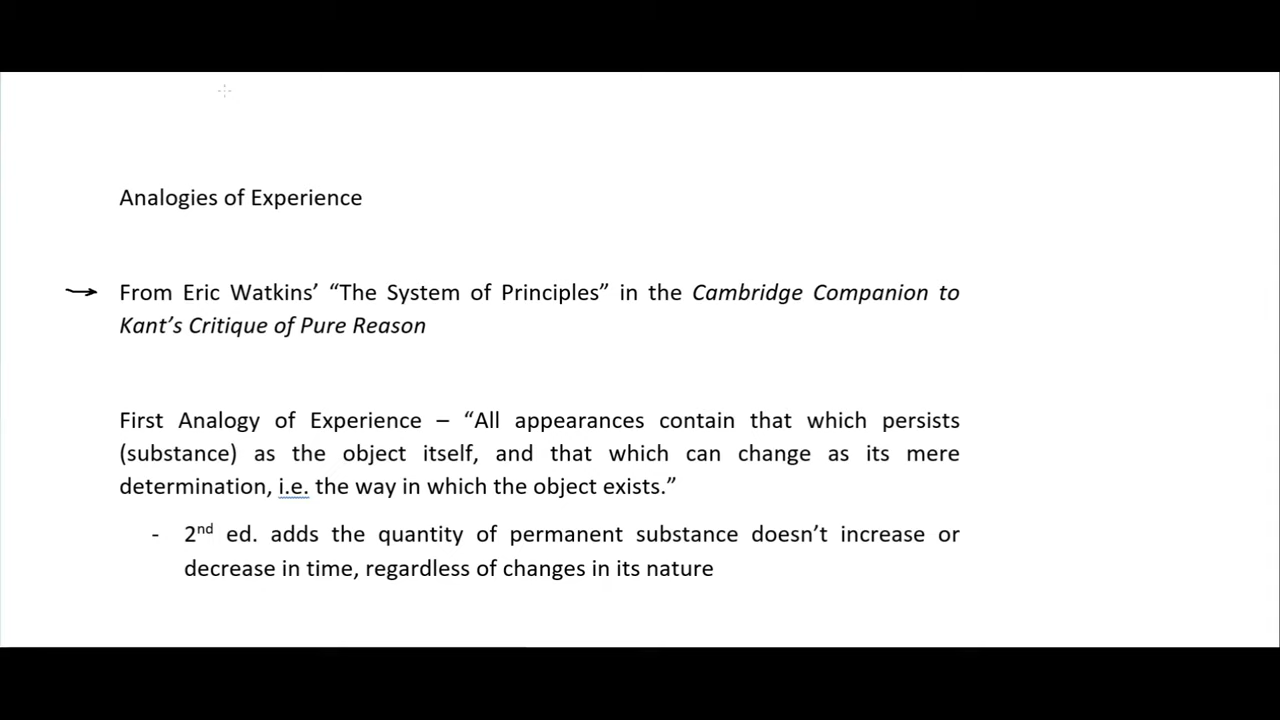 Analogies of Experience
From Eric Watkins’ “The System of Principles” in the Cambridge Companion to
Kant’s Critique of Pure Reason
First Analogy of Experience – “All appearances contain that which persists
(substance) as the object itself, and that which can change as its mere
determination, i.e. the way in which the object exists.”
- 2nd ed. adds the quantity of permanent substance doesn’t increase or
decrease in time, regardless of changes in its nature